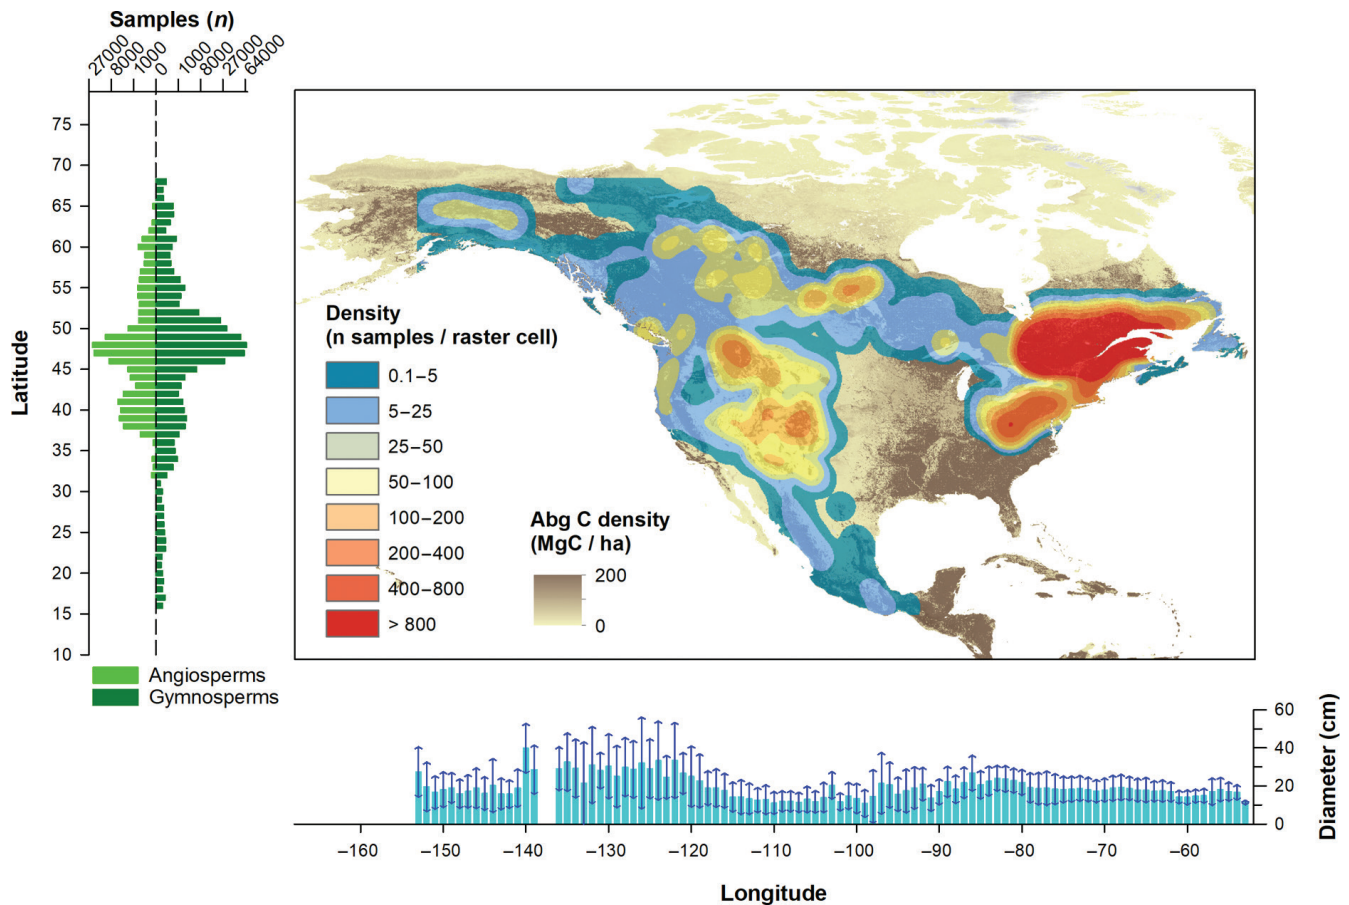 Samples (n)
27000 8000 1000 0 1000 8000 27000 64000
Latitude
75
70
65
60
55
50
45
40
35
30
25
20
15
10
Angiosperms
Gymnosperms
Density
(n samples / raster cell)
0.1–5
5–25
25–50
50–100
100–200
200–400
400–800
> 800
Abg C density
(MgC / ha)
200
0
60
40
20
0
Diameter (cm)
–160 –150 –140 –130 –120 –110 –100 –90 –80 –70 –60
Longitude